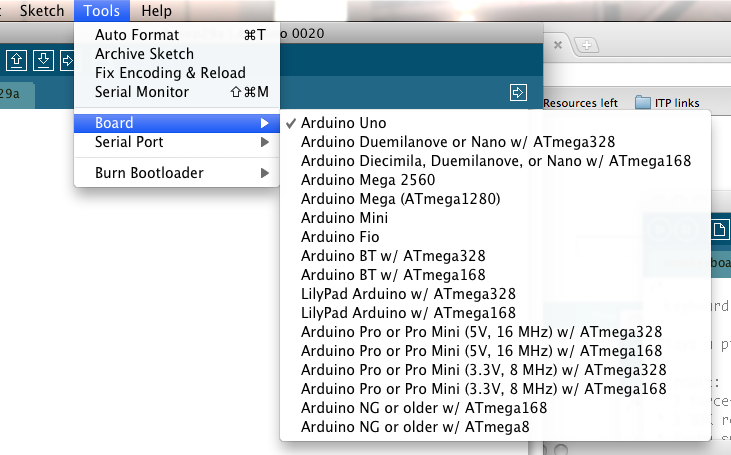 Sketch Tools Help
0020
Auto Format ⌘T
Archive Sketch
Fix Encoding & Reload
Serial Monitor ⇧⌘M
29a
Board
Serial Port
Burn Bootloader
Resources left ITP links
✓ Arduino Uno
Arduino Duemilanove or Nano w/ ATmega328
Arduino Diecimila, Duemilanove, or Nano w/ ATmega168
Arduino Mega 2560
Arduino Mega (ATmega1280)
Arduino Mini
Arduino Fio
Arduino BT w/ ATmega328
Arduino BT w/ ATmega168
LilyPad Arduino w/ ATmega328
LilyPad Arduino w/ ATmega168
Arduino Pro or Pro Mini (5V, 16 MHz) w/ ATmega328
Arduino Pro or Pro Mini (5V, 16 MHz) w/ ATmega168
Arduino Pro or Pro Mini (3.3V, 8 MHz) w/ ATmega328
Arduino Pro or Pro Mini (3.3V, 8 MHz) w/ ATmega168
Arduino NG or older w/ ATmega168
Arduino NG or older w/ ATmega8